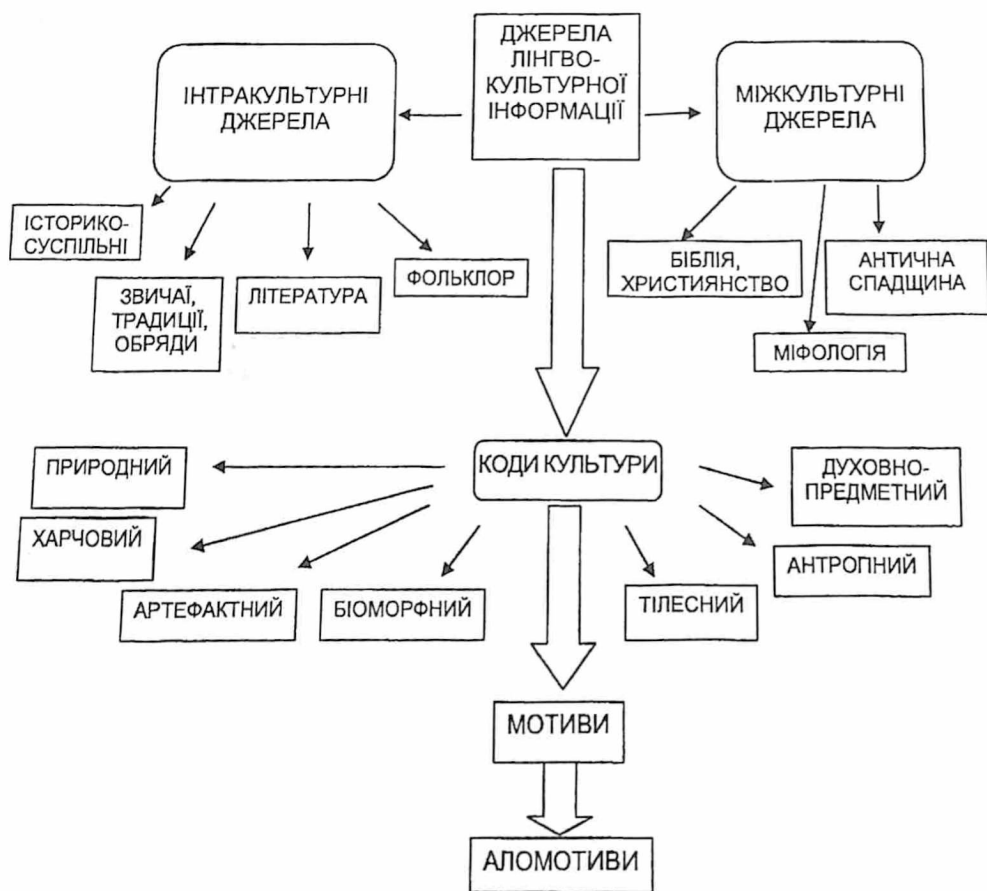 ДЖЕРЕЛА
ЛІНГВО-
КУЛЬТУРНОЇ
ІНФОРМАЦІЇ
ІНТРАКУЛЬТУРНІ
ДЖЕРЕЛА
МІЖКУЛЬТУРНІ
ДЖЕРЕЛА
ІСТОРИКО-
СУСПІЛЬНІ
ЗВИЧАЇ,
ТРАДИЦІЇ,
ОБРЯДИ
ЛІТЕРАТУРА
ФОЛЬКЛОР
БІБЛІЯ,
ХРИСТИЯНСТВО
МІФОЛОГІЯ
АНТИЧНА
СПАДЩИНА
КОДИ КУЛЬТУРИ
ПРИРОДНИЙ
ХАРЧОВИЙ
АРТЕФАКТНИЙ
БІОМОРФНИЙ
ТІЛЕСНИЙ
АНТРОПНИЙ
ДУХОВНО-
ПРЕДМЕТНИЙ
МОТИВИ
АЛОМОТИВИ